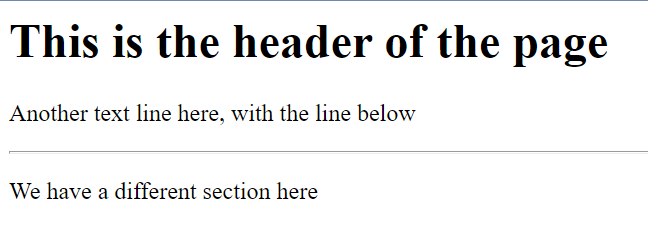 This is the header of the page
Another text line here, with the line below
We have a different section here